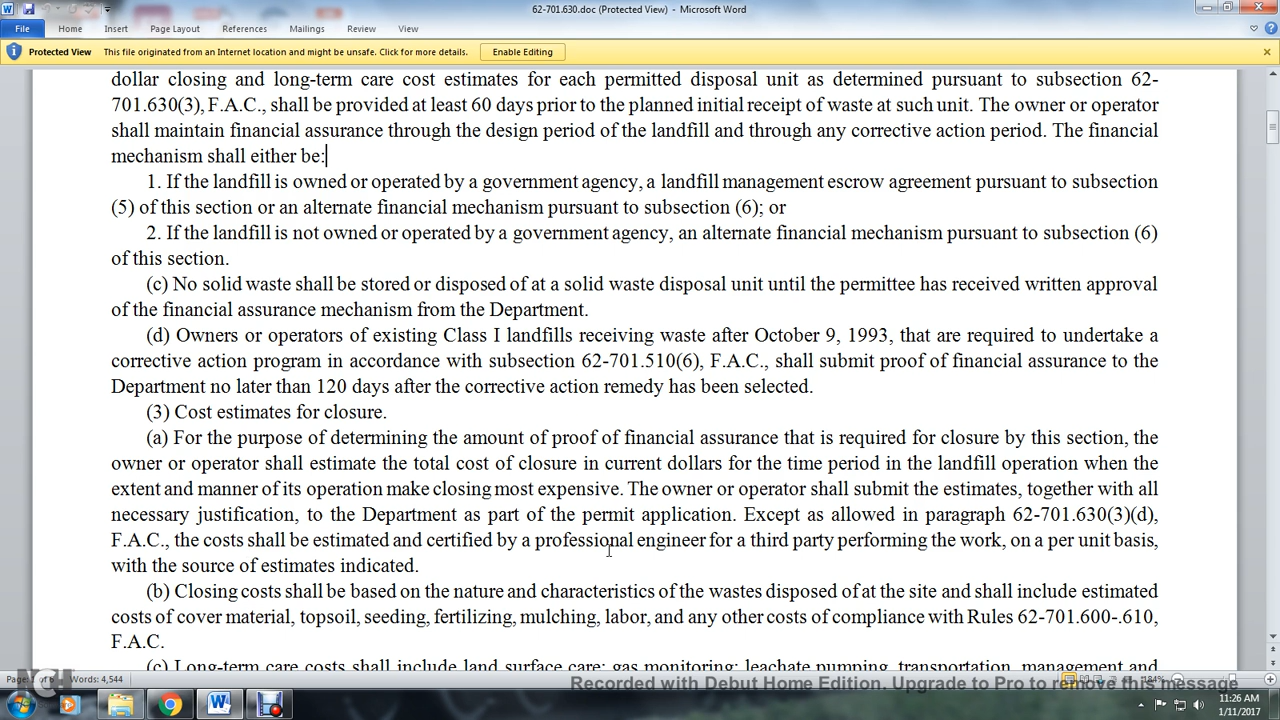 62-701.630.doc (Protected View) - Microsoft Word
File Home Insert Page Layout References Mailings Review View
Protected View This file originated from an Internet location and might be unsafe. Click for more details. Enable Editing
dollar closing and long-term care cost estimates for each permitted disposal unit as determined pursuant to subsection 62-
701.630(3), F.A.C., shall be provided at least 60 days prior to the planned initial receipt of waste at such unit. The owner or operator
shall maintain financial assurance through the design period of the landfill and through any corrective action period. The financial
mechanism shall either be:
1. If the landfill is owned or operated by a government agency, a landfill management escrow agreement pursuant to subsection
(5) of this section or an alternate financial mechanism pursuant to subsection (6); or
2. If the landfill is not owned or operated by a government agency, an alternate financial mechanism pursuant to subsection (6)
of this section.
(c) No solid waste shall be stored or disposed of at a solid waste disposal unit until the permittee has received written approval
of the financial assurance mechanism from the Department.
(d) Owners or operators of existing Class I landfills receiving waste after October 9, 1993, that are required to undertake a
corrective action program in accordance with subsection 62-701.510(6), F.A.C., shall submit proof of financial assurance to the
Department no later than 120 days after the corrective action remedy has been selected.
(3) Cost estimates for closure.
(a) For the purpose of determining the amount of proof of financial assurance that is required for closure by this section, the
owner or operator shall estimate the total cost of closure in current dollars for the time period in the landfill operation when the
extent and manner of its operation make closing most expensive. The owner or operator shall submit the estimates, together with all
necessary justification, to the Department as part of the permit application. Except as allowed in paragraph 62-701.630(3)(d),
F.A.C., the costs shall be estimated and certified by a professional engineer for a third party performing the work, on a per unit basis,
with the source of estimates indicated.
(b) Closing costs shall be based on the nature and characteristics of the wastes disposed of at the site and shall include estimated
costs of cover material, topsoil, seeding, fertilizing, mulching, labor, and any other costs of compliance with Rules 62-701.600-.610,
F.A.C.
(c) Long-term care costs shall include land surface care; gas monitoring; leachate pumping, transportation, management and
Page: 1 of 6 Words: 4,544 184%
Recorded with Debut Home Edition. Upgrade to Pro to remove this message
11:26 AM
1/11/2017